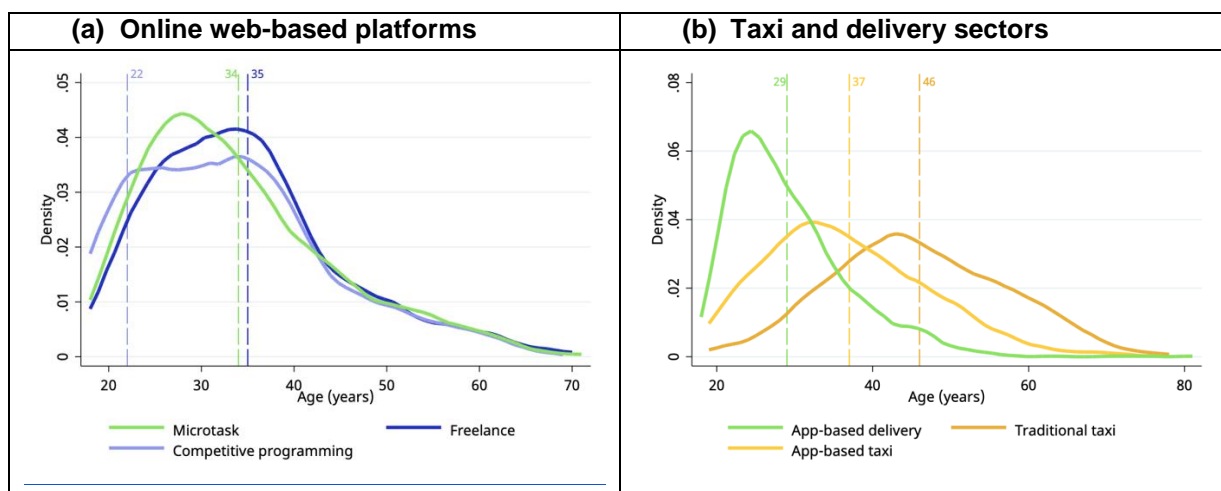 (a) Online web-based platforms
22 34 35
.05
.04
.03
.02
.01
0
Density
20 30 40 50 60 70
Age (years)
Microtask Freelance
Competitive programming
(b) Taxi and delivery sectors
29 37 46
.08
.06
.04
.02
0
Density
20 40 60 80
Age (years)
App-based delivery Traditional taxi
App-based taxi